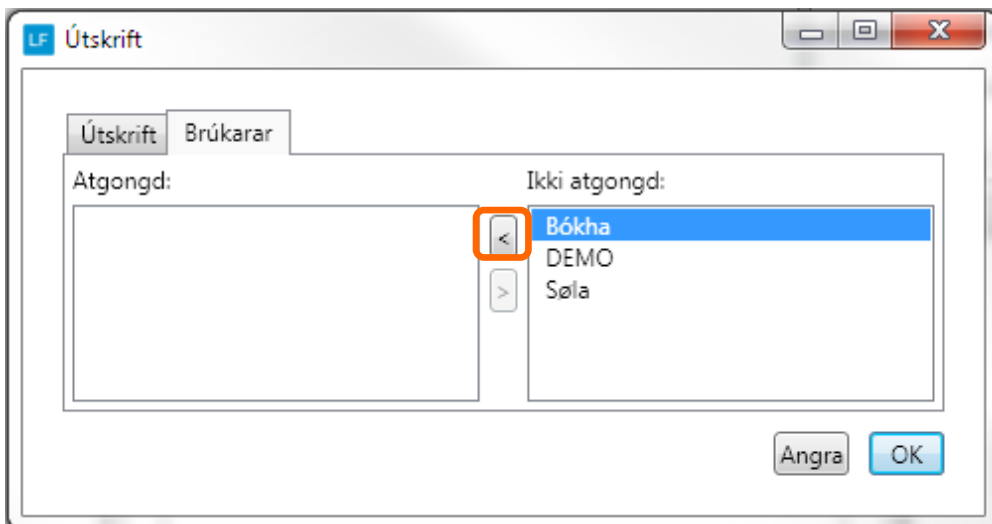 LF Útskrift
Útskrift Brúkarar
Atgongd: Ikki atgongd:
< Bókha
DEMO
> Søla
Angra OK